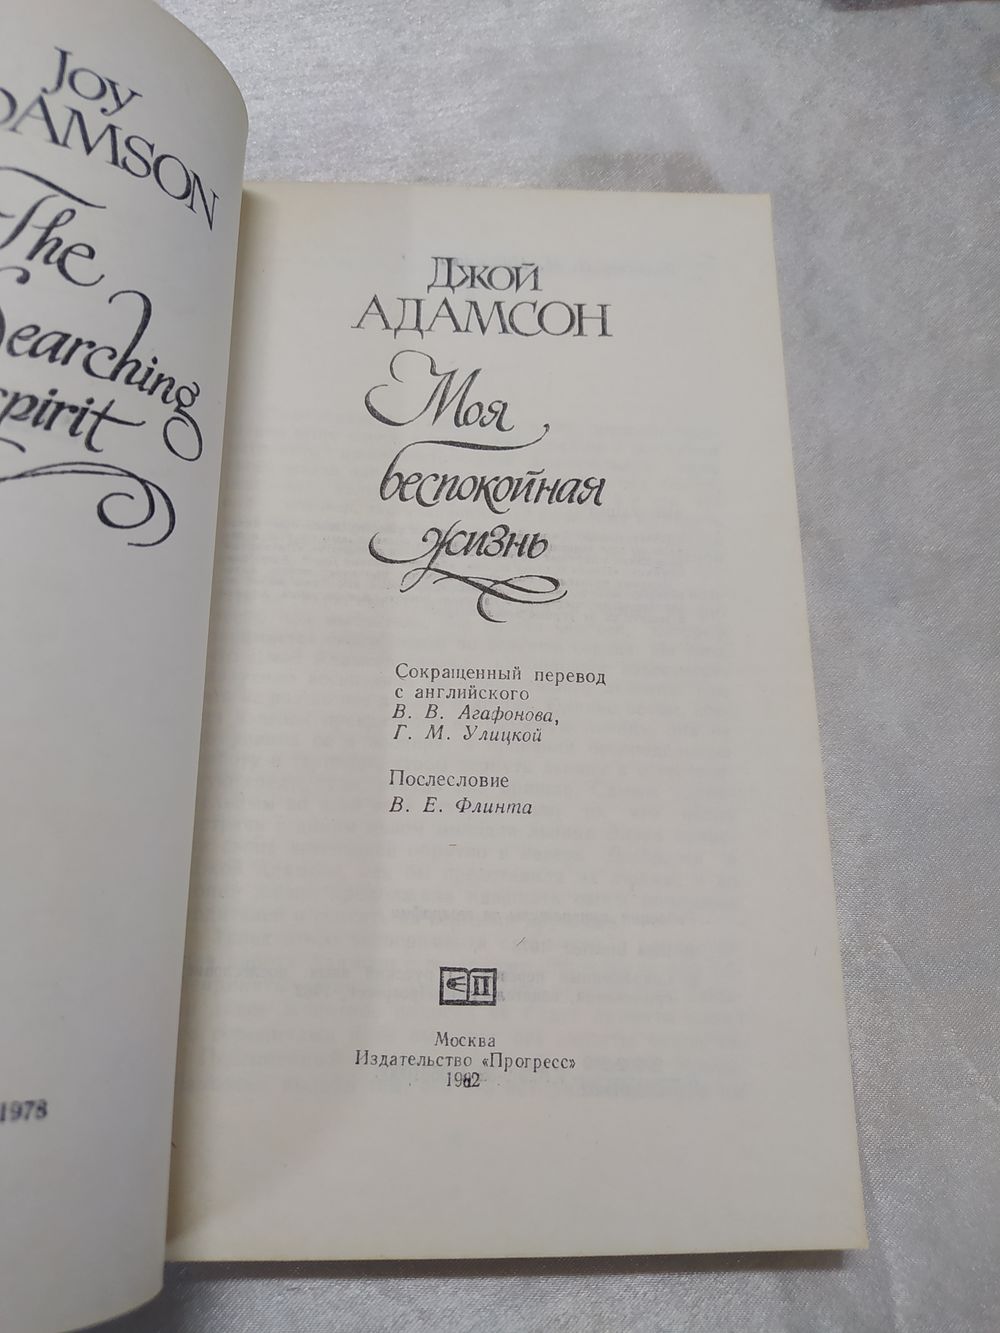 Joy
The
Searching
spirit
1978
Джой
АДАМСОН
Моя
беспокойная
жизнь
Сокращенный перевод
с английского
В. В. Агафонова,
Г. М. Улицкой
Послесловие
В. Е. Флинта
П
Москва
Издательство «Прогресс»
1982